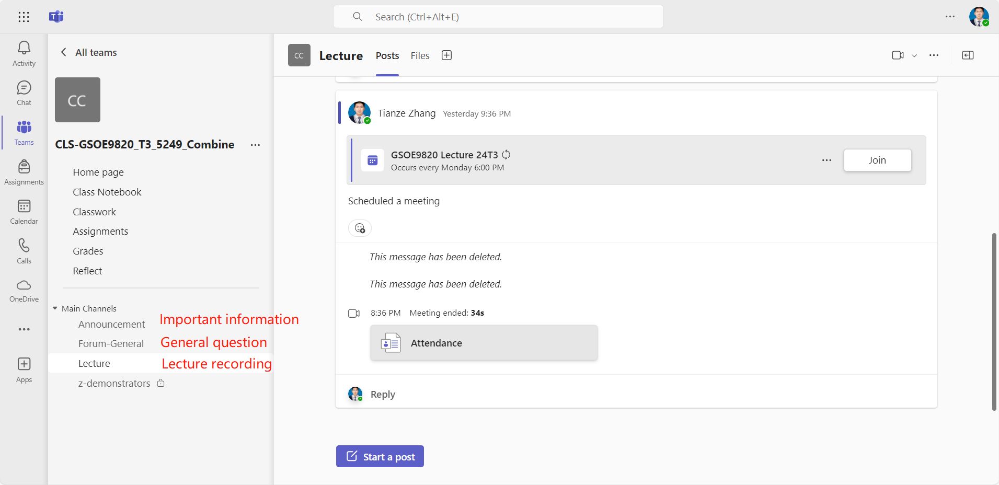 Search (Ctrl+Alt+E)
Activity
Chat
Teams
Assignments
Calendar
Calls
OneDrive
Apps
All teams
CC
CLS-GSOE9820_T3_5249_Combine
Home page
Class Notebook
Classwork
Assignments
Grades
Reflect
Main Channels
Announcement Important information
Forum-General General question
Lecture Lecture recording
z-demonstrators
CC Lecture Posts Files
Tianze Zhang Yesterday 9:36 PM
GSOE9820 Lecture 24T3
Occurs every Monday 6:00 PM
Join
Scheduled a meeting
This message has been deleted.
This message has been deleted.
8:36 PM Meeting ended: 34s
Attendance
Reply
Start a post